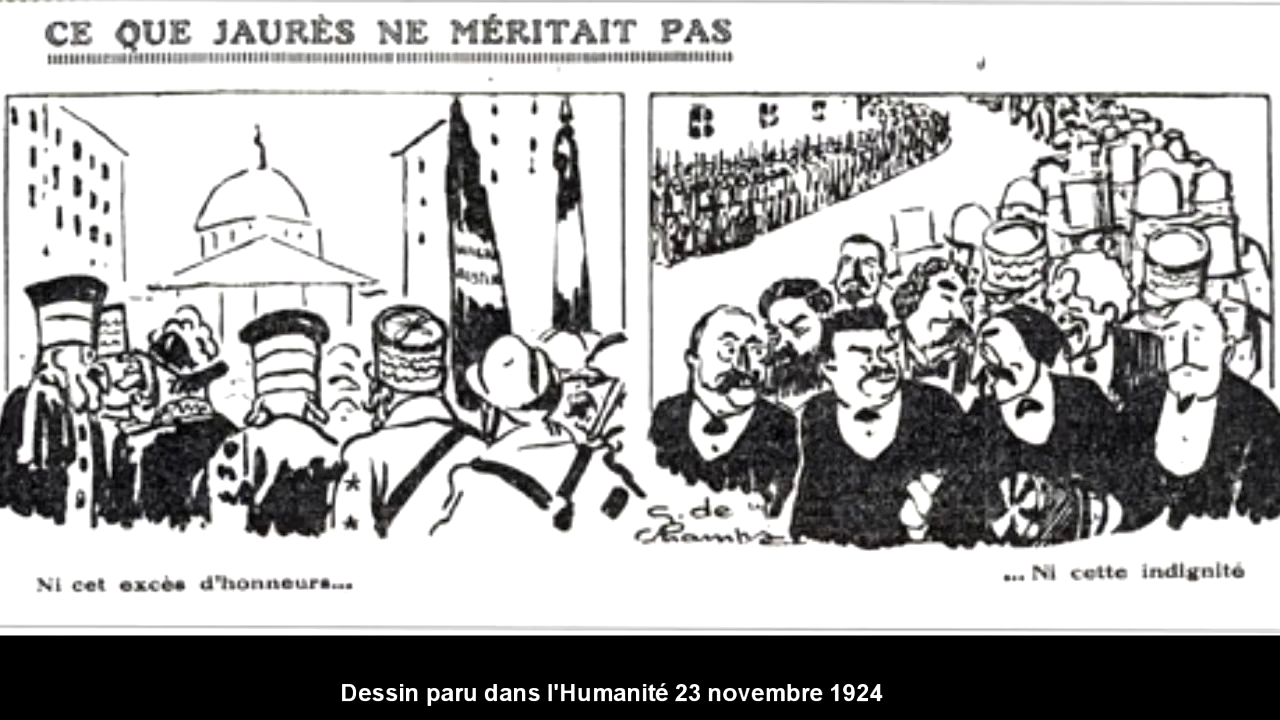 CE QUE JAURÈS NE MÉRITAIT PAS
G. de
Ni cet excès d'honneurs...
... Ni cette indignité
Dessin paru dans l'Humanité 23 novembre 1924